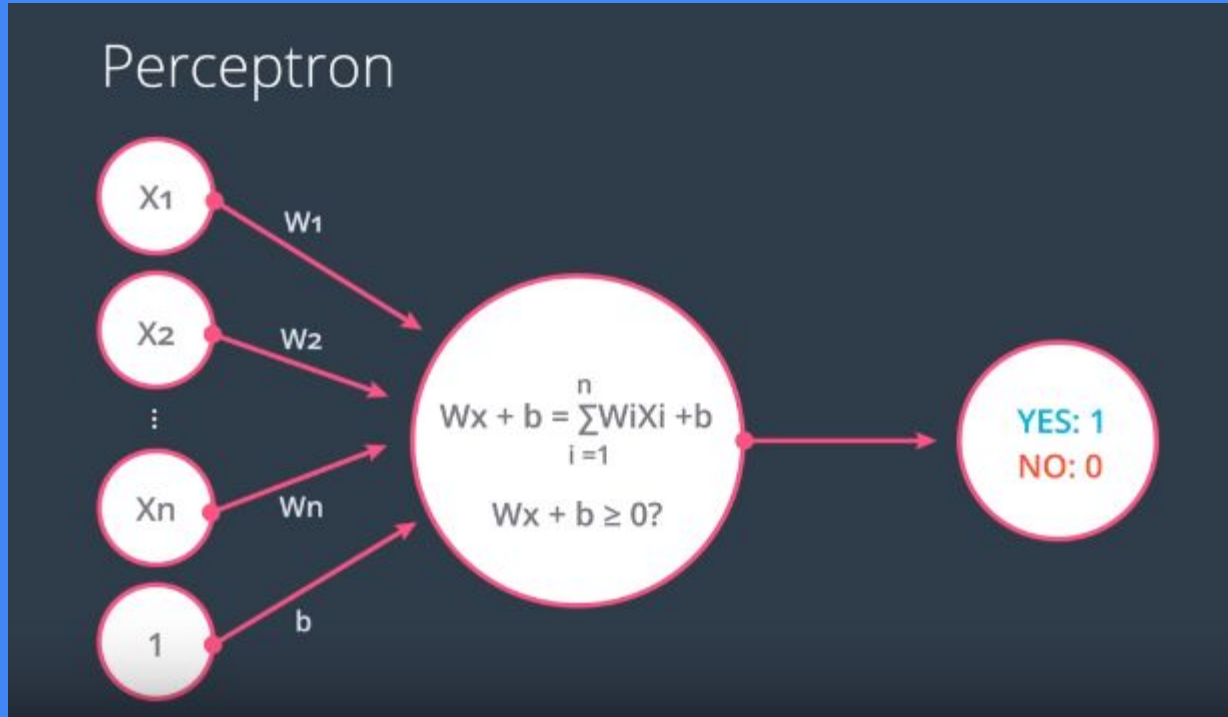 Perceptron
X1
W1
X2
W2
⋮
Xn
Wn
1
b
n
Wx + b = ∑WiXi +b
i =1
Wx + b ≥ 0?
YES: 1
NO: 0